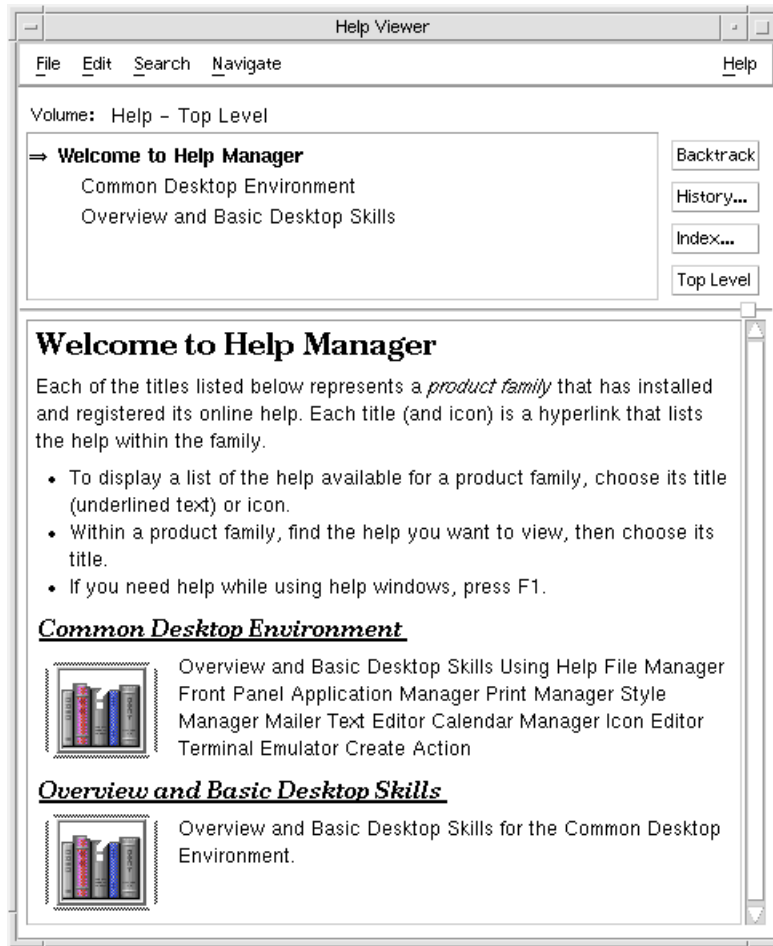 Help Viewer
File Edit Search Navigate Help
Volume: Help – Top Level
⇒ Welcome to Help Manager
Common Desktop Environment
Overview and Basic Desktop Skills
Backtrack
History...
Index...
Top Level
Welcome to Help Manager
Each of the titles listed below represents a product family that has installed
and registered its online help. Each title (and icon) is a hyperlink that lists
the help within the family.
• To display a list of the help available for a product family, choose its title
(underlined text) or icon.
• Within a product family, find the help you want to view, then choose its
title.
• If you need help while using help windows, press F1.
Common Desktop Environment
Overview and Basic Desktop Skills Using Help File Manager
Front Panel Application Manager Print Manager Style
Manager Mailer Text Editor Calendar Manager Icon Editor
Terminal Emulator Create Action
Overview and Basic Desktop Skills
Overview and Basic Desktop Skills for the Common Desktop
Environment.